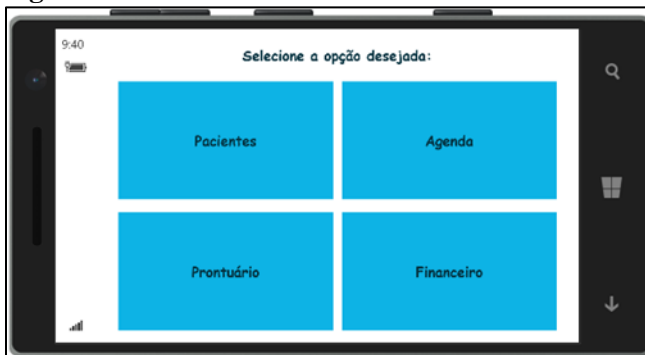 9:40
Selecione a opção desejada:
Pacientes
Agenda
Prontuário
Financeiro